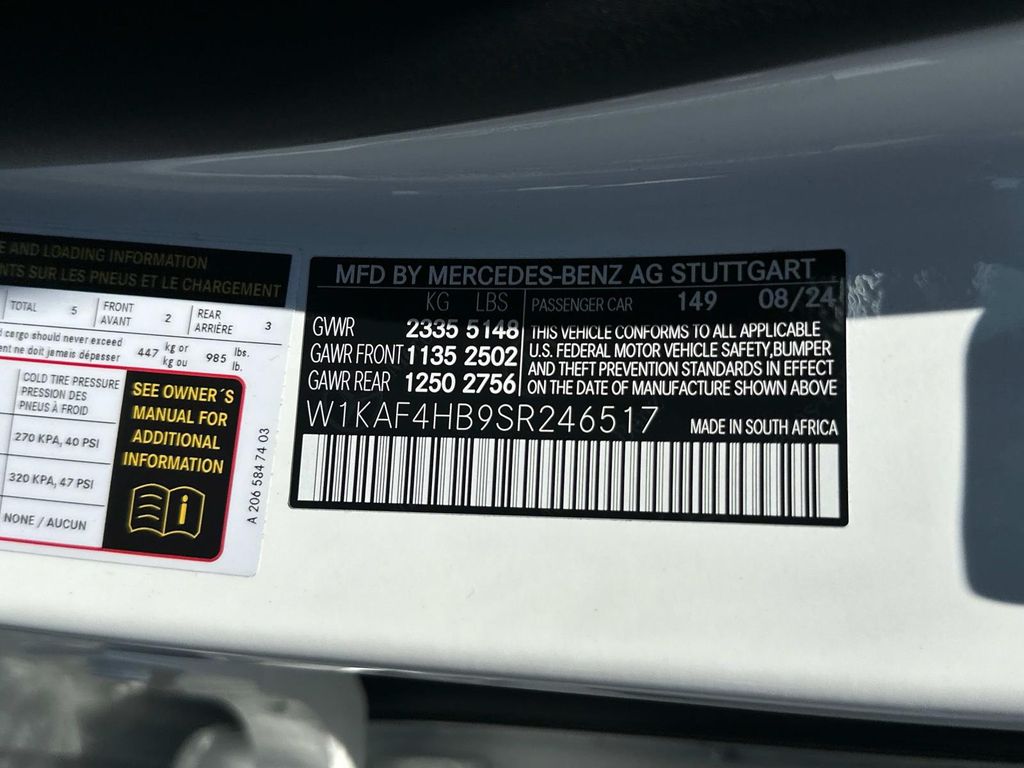 E AND LOADING INFORMATION
NTS SUR LES PNEUS ET LE CHARGEMENT
TOTAL 5 FRONT AVANT 2 REAR ARRIÈRE 3
d cargo should never exceed
ent ne doit jamais dépasser 447 kg or kg ou 985 lbs. lb.
COLD TIRE PRESSURE
PRESSION DES
PNEUS À FROID
270 KPA, 40 PSI
320 KPA, 47 PSI
NONE / AUCUN
SEE OWNER´S
MANUAL FOR
ADDITIONAL
INFORMATION
i
A 206 584 74 03
MFD BY MERCEDES-BENZ AG STUTTGART
KG LBS PASSENGER CAR 149 08/24
GVWR 2335 5148
GAWR FRONT 1135 2502
GAWR REAR 1250 2756
THIS VEHICLE CONFORMS TO ALL APPLICABLE
U.S. FEDERAL MOTOR VEHICLE SAFETY,BUMPER
AND THEFT PREVENTION STANDARDS IN EFFECT
ON THE DATE OF MANUFACTURE SHOWN ABOVE
W1KAF4HB9SR246517 MADE IN SOUTH AFRICA